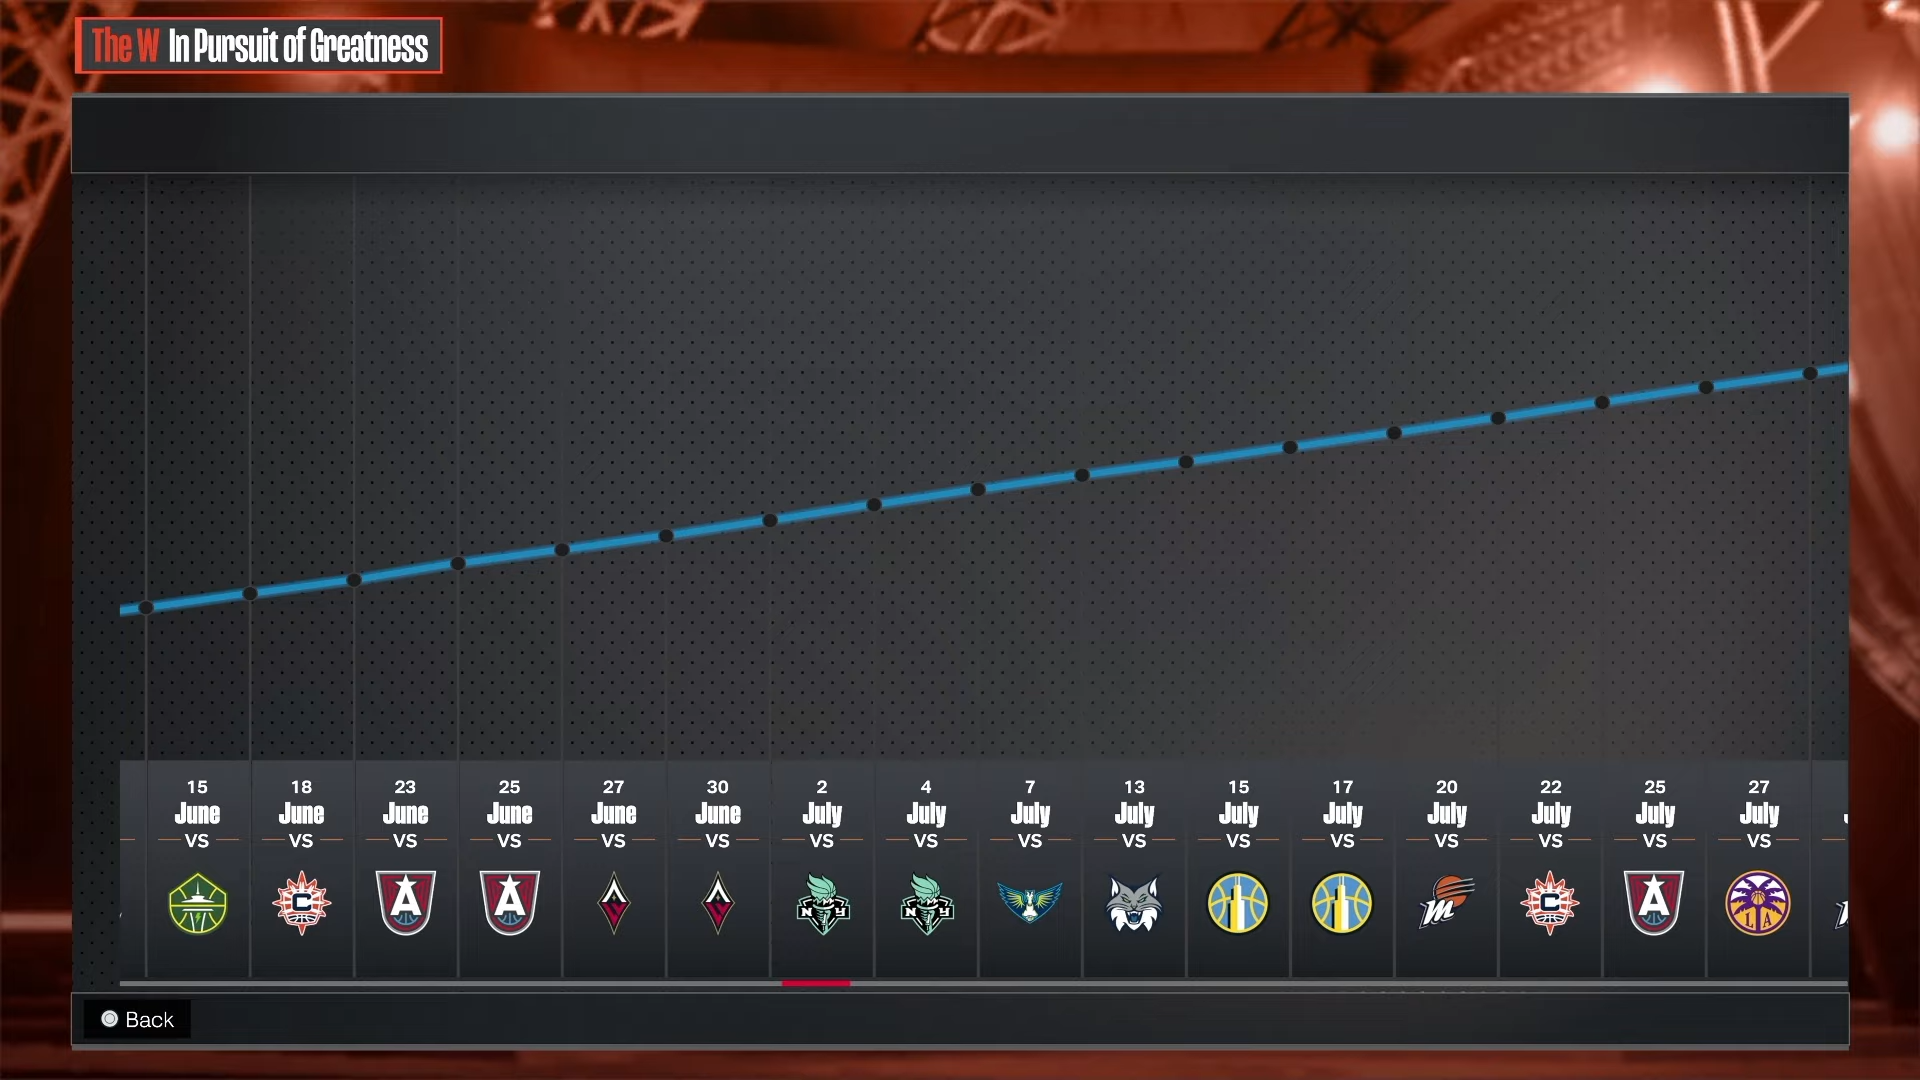 The W In Pursuit of Greatness
15 18 23 25 27 30 2 4 7 13 15 17 20 22 25 27
June June June June June June July July July July July July July July July July
VS VS VS VS VS VS VS VS VS VS VS VS VS VS VS VS
C A A N Y N Y M C A L A
Back